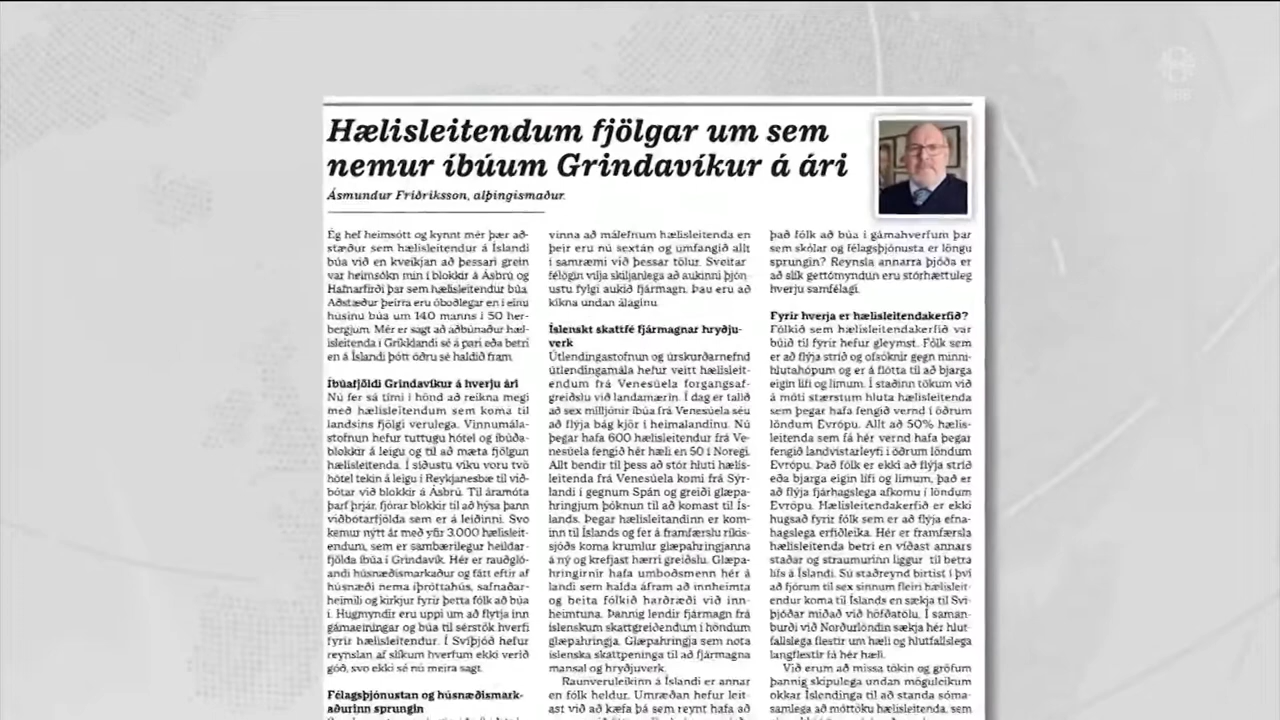 Hælisleitendum fjölgar um sem
nemur íbúum Grindavíkur á ári
Ásmundur Friðriksson, alþingismaður.
Ég hef heimsótt og kynnt mér þær að-
stæður sem hælisleitendur á Íslandi
búa við en kveikjan að þessari grein
var heimsókn mín í blokkir á Ásbrú og
Hafnarfirði þar sem hælisleitendur búa.
Aðstæður þeirra eru óboðlegar en í einu
húsinu búa um 140 manns í 50 her-
bergjum. Mér er sagt að aðbúnaður hæl-
isleitenda í Grikklandi sé á pari eða betri
en á Íslandi þótt öðru sé haldið fram.
Íbúafjöldi Grindavíkur á hverju ári
Nú fer sá tími í hönd að reikna megi
með hælisleitendum sem koma til
landsins fjölgi verulega. Vinnumála-
stofnun hefur tuttugu hótel og íbúða-
blokkir á leigu og til að mæta fjölgun
hælisleitenda. Í síðustu viku voru tvö
hótel tekin á leigu í Reykjanesbæ til við-
bótar við blokkir á Ásbrú. Til áramóta
þarf þrjár, fjórar blokkir til að hýsa þann
viðbótarfjölda sem er á leiðinni. Svo
kemur nýtt ár með yfir 3.000 hælisleit-
endum, sem er sambærilegur heildar-
fjölda íbúa í Grindavík. Hér er rauðgló-
andi húsnæðismarkaður og fátt eftir af
húsnæði nema íþróttahús, safnaðar-
heimili og kirkjur fyrir þetta fólk að búa
í. Hugmyndir eru uppi um að flytja inn
gámaeiningar og búa til sérstök hverfi
fyrir hælisleitendur. Í Svíþjóð hefur
reynslan af slíkum hverfum ekki verið
góð, svo ekki sé nú meira sagt.
Félagsþjónustan og húsnæðismark-
aðurinn sprungin
vinna að málefnum hælisleitenda en
þeir eru nú sextán og umfangið allt
í samræmi við þessar tölur. Sveitar
félögin vilja skiljanlega að aukinni þjón
ustu fylgi aukið fjármagn. Þau eru að
kikna undan álaginu.
Íslenskt skattfé fjármagnar hryðju-
verk
Útlendingastofnun og úrskurðarnefnd
útlendingamála hefur veitt hælisleit-
endum frá Venesúela forgangsaf-
greiðslu við landamærin. Í dag er talið
að sex milljónir íbúa frá Venesúela séu
að flýja bág kjör í heimalandinu. Nú
þegar hafa 600 hælisleitendur frá Ve-
nesúela fengið hér hæli en 50 í Noregi.
Allt bendir til þess að stór hluti hælis-
leitenda frá Venesúela komi frá Sýr-
landi í gegnum Spán og greiði glæpa-
hringjum þóknun til að komast til Ís-
lands. Þegar hælisleitandinn er kom-
inn til Íslands og fer á framfærslu ríkis-
sjóðs koma krumlur glæpahringjanna
á ný og krefjast hærri greiðslu. Glæpa-
hringirnir hafa umboðsmenn hér á
landi sem halda áfram að innheimta
og beita fólkið harðræði við inn-
heimtuna. Þannig lendir fjármagn frá
íslenskum skattgreiðendum í höndum
glæpahringja. Glæpahringja sem nota
íslenska skattpeninga til að fjármagna
mansal og hryðjuverk.
Raunveruleikinn á Íslandi er annar
en fólk heldur. Umræðan hefur leit-
ast við að kæfa þá sem reynt hafa að
það fólk að búa í gámahverfum þar
sem skólar og félagsþjónusta er löngu
sprungin? Reynsla annarra þjóða er
að slík gettómyndun eru stórhættuleg
hverju samfélagi.
Fyrir hverja er hælisleitendakerfið?
Fólkið sem hælisleitendakerfið var
búið til fyrir hefur gleymst. Fólk sem
er að flýja stríð og ofsóknir gegn minni-
hlutahópum og er á flótta til að bjarga
eigin lífi og limum. Í staðinn tökum við
á móti stærstum hluta hælisleitenda
sem þegar hafa fengið vernd í öðrum
löndum Evrópu. Allt að 50% hælis-
leitenda sem fá hér vernd hafa þegar
fengið landvistarleyfi í öðrum löndum
Evrópu. Það fólk er ekki að flýja stríð
eða bjarga eigin lífi og limum, það er
að flýja fjárhagslega afkomu í löndum
Evrópu. Hælisleitendakerfið er ekki
hugsað fyrir fólk sem er að flýja efna-
hagslega erfiðleika. Hér er framfærsla
hælisleitenda betri en víðast annars
staðar og straumurinn liggur til betra
lífs á Íslandi. Sú staðreynd birtist í því
að fjórum til sex sinnum fleiri hælisleit-
endur koma til Íslands en sækja til Sví-
þjóðar miðað við höfðatölu. Í saman-
burði við Norðurlöndin sækja hér hlut-
fallslega flestir um hæli og hlutfallslega
langflestir fá hér hæli.
Við erum að missa tökin og gröfum
þannig skipulega undan möguleikum
okkar Íslendinga til að standa sóma-
samlega að móttöku hælisleitenda, sem